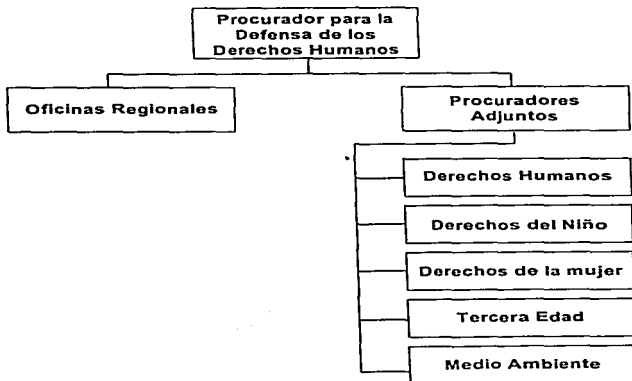 Procurador para la
Defensa de los
Derechos Humanos
Oficinas Regionales
Procuradores
Adjuntos
Derechos Humanos
Derechos del Niño
Derechos de la mujer
Tercera Edad
Medio Ambiente